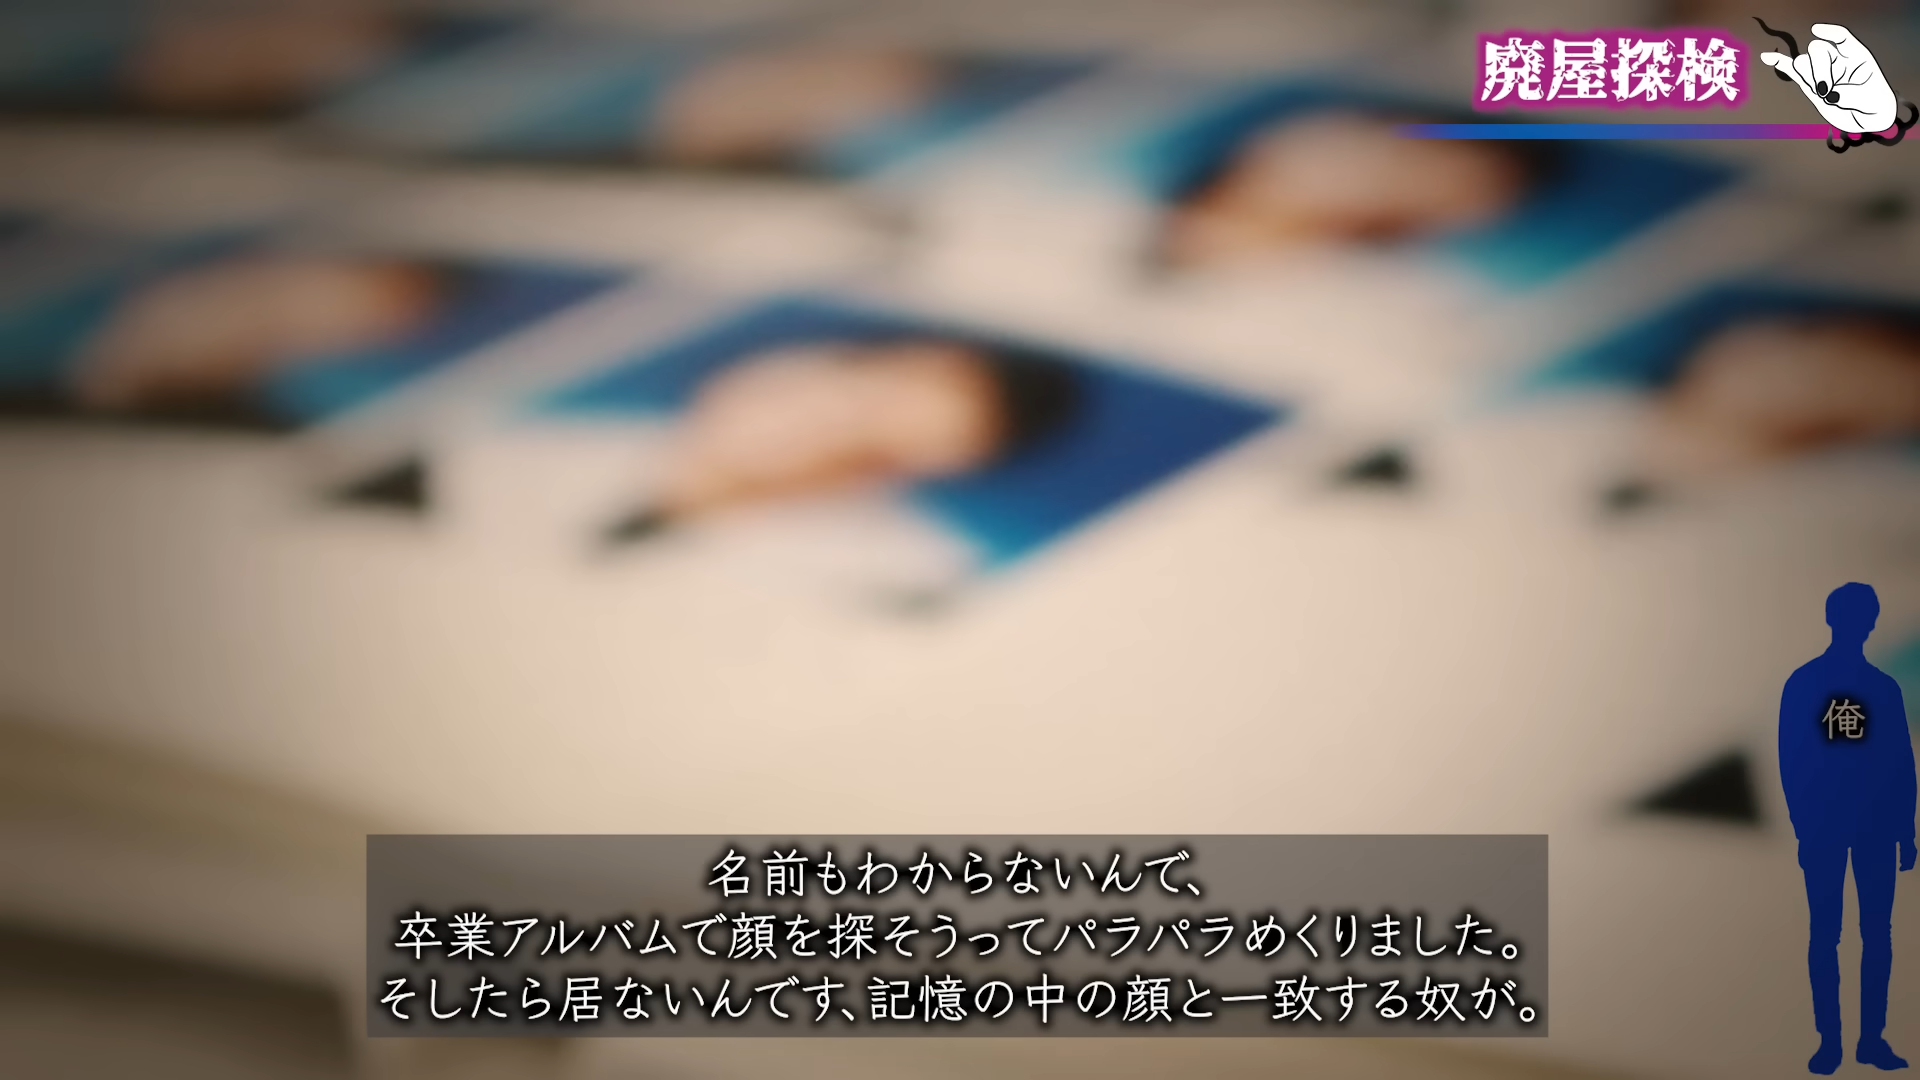 廃屋探検
俺
名前もわからないんで、
卒業アルバムで顔を探そうってパラパラめくりました。
そしたら居ないんです、記憶の中の顔と一致する奴が。